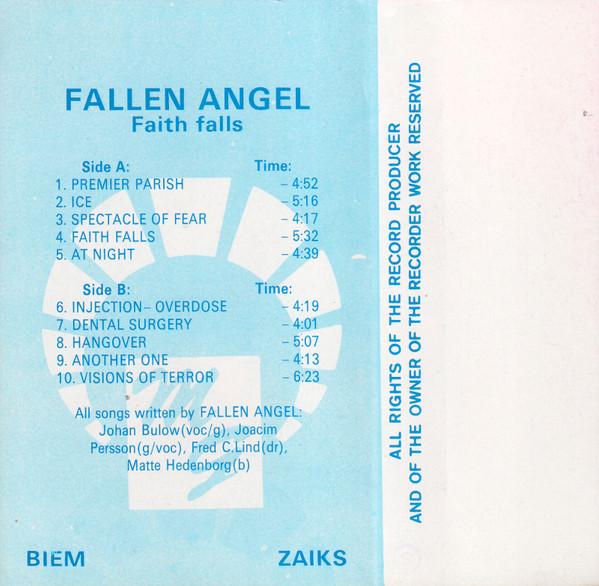 FALLEN ANGEL
Faith falls
Side A: Time:
1. PREMIER PARISH – 4:52
2. ICE – 5:16
3. SPECTACLE OF FEAR – 4:17
4. FAITH FALLS – 5:32
5. AT NIGHT – 4:39
Side B: Time:
6. INJECTION– OVERDOSE – 4:19
7. DENTAL SURGERY – 4:01
8. HANGOVER – 5:07
9. ANOTHER ONE – 4:13
10. VISIONS OF TERROR – 6:23
All songs written by FALLEN ANGEL:
Johan Bulow(voc/g), Joacim
Persson(g/voc), Fred C.Lind(dr),
Matte Hedenborg(b)
BIEM ZAIKS
ALL RIGHTS OF THE RECORD PRODUCER
AND OF THE OWNER OF THE RECORDER WORK RESERVED